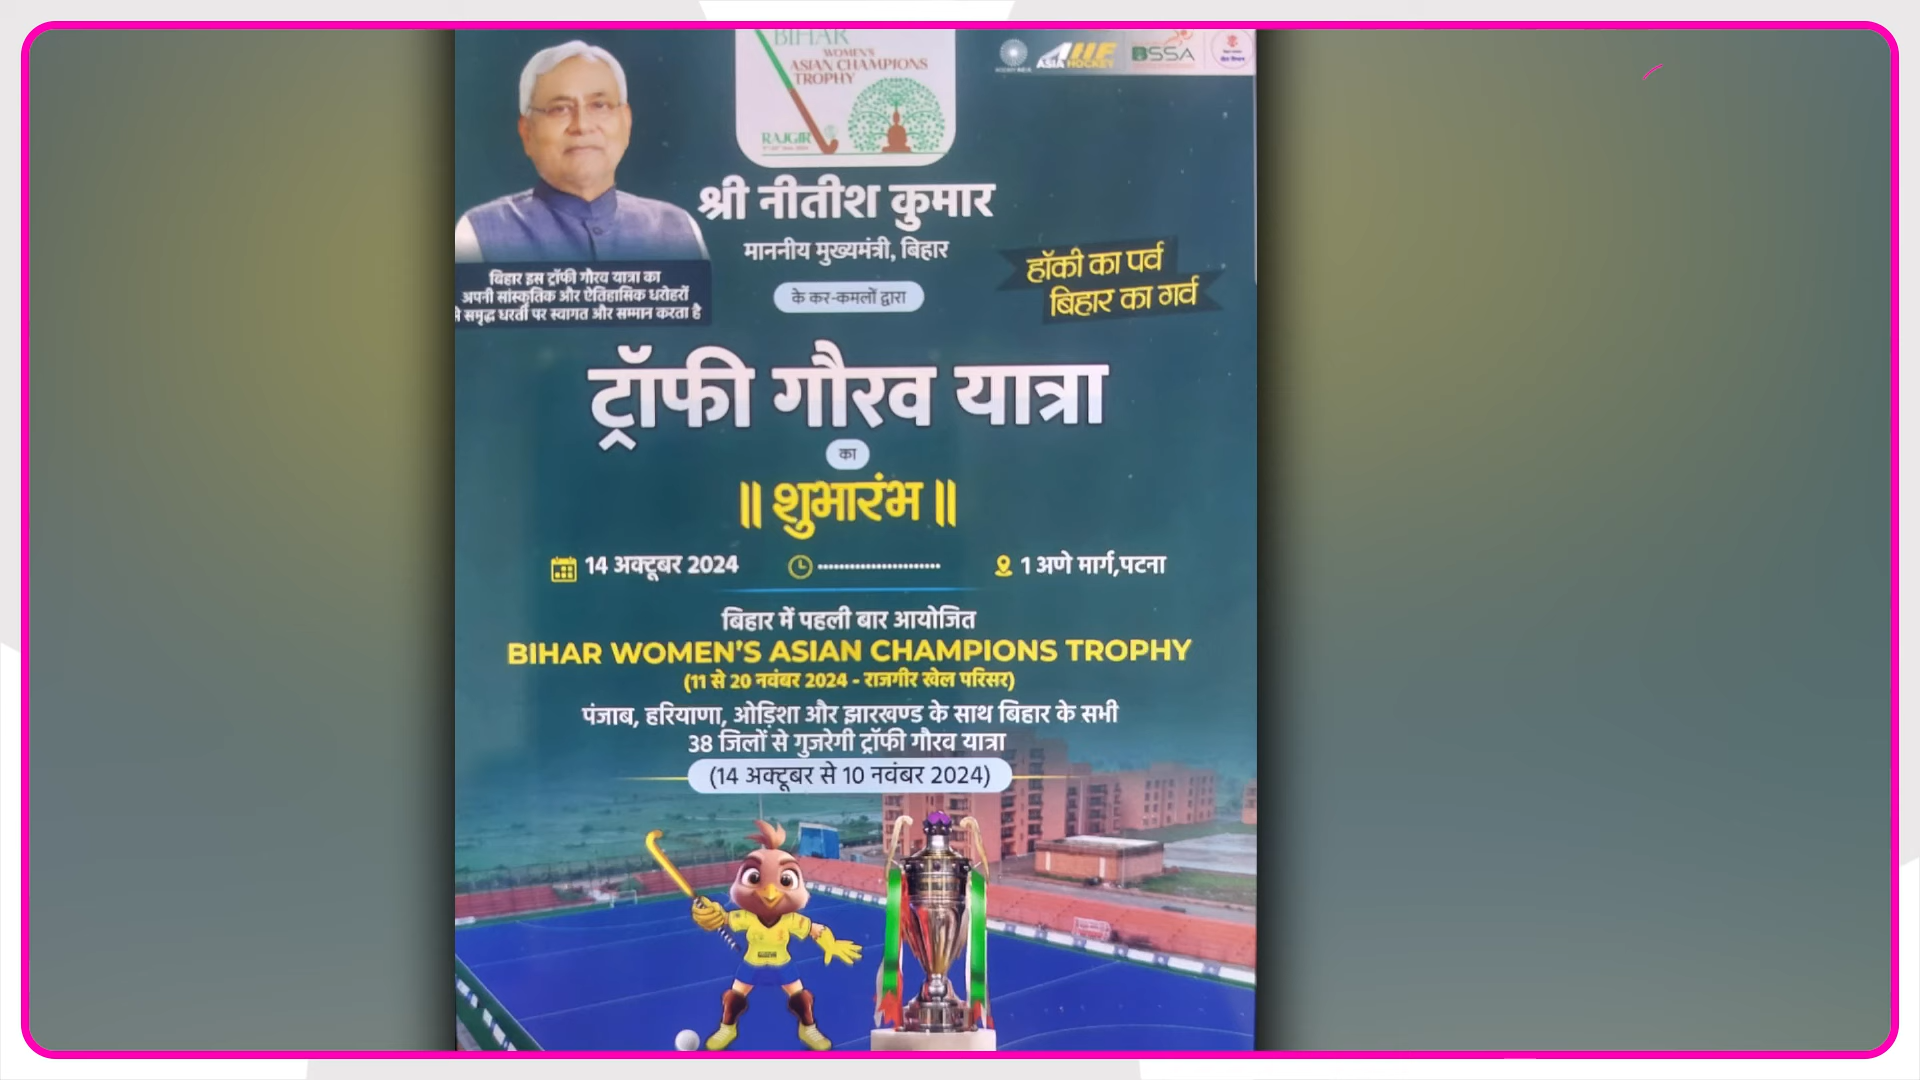 BIHAR
WOMEN'S
ASIAN CHAMPIONS
TROPHY
RAJGIR
ASIA HOCKEY
BSSA
श्री नीतीश कुमार
माननीय मुख्यमंत्री, बिहार
के कर-कमलों द्वारा
बिहार इस ट्रॉफी गौरव यात्रा का
अपनी सांस्कृतिक और ऐतिहासिक धरोहरों
समृद्ध धरती पर स्वागत और सम्मान करता है
हॉकी का पर्व
बिहार का गर्व
ट्रॉफी गौरव यात्रा
का
॥ शुभारंभ ॥
14 अक्टूबर 2024 ........................ 1 अणे मार्ग,पटना
बिहार में पहली बार आयोजित
BIHAR WOMEN'S ASIAN CHAMPIONS TROPHY
(11 से 20 नवंबर 2024 - राजगीर खेल परिसर)
पंजाब, हरियाणा, ओड़िशा और झारखण्ड के साथ बिहार के सभी
38 जिलों से गुजरेगी ट्रॉफी गौरव यात्रा
(14 अक्टूबर से 10 नवंबर 2024)